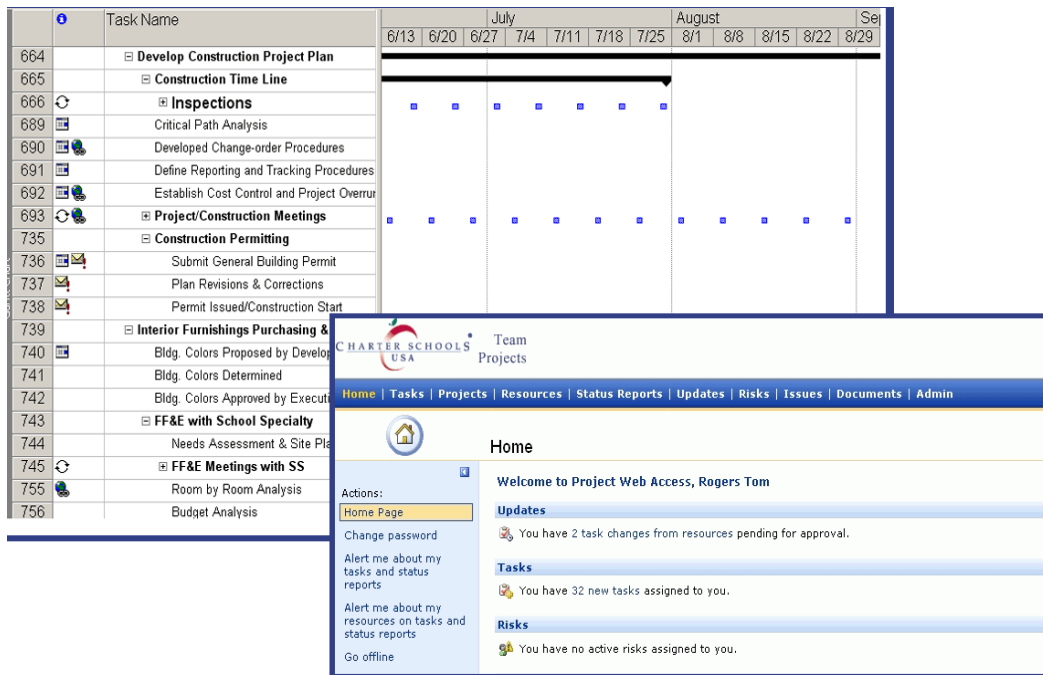 Task Name
July August
6/13 6/20 6/27 7/4 7/11 7/18 7/25 8/1 8/8 8/15 8/22 8/29
664 Develop Construction Project Plan
665 Construction Time Line
666 Inspections
689 Critical Path Analysis
690 Developed Change-order Procedures
691 Define Reporting and Tracking Procedures
692 Establish Cost Control and Project
693 Project/Construction Meetings
735 Construction Permitting
736 Submit General Building Permit
737 Plan Revisions & Corrections
738 Permit Issued/Construction Start
739 Interior Furnishings Purchasing &
740 Bldg. Colors Proposed by
741 Bldg. Colors Determined
742 Bldg. Colors Approved by
743 FF&E with School Specialty
744 Needs Assessment & Site
745 FF&E Meetings with SS
755 Room by Room Analysis
756 Budget Analysis
CHARTER SCHOOLS
USA
Team
Projects
Home | Tasks | Projects | Resources | Status Reports | Updates | Risks | Issues | Documents | Admin
Home
Actions:
Home Page
Change password
Alert me about my
tasks and status
reports
Alert me about my
resources on tasks and
status reports
Go offline
Welcome to Project Web Access, Rogers Tom
Updates
You have 2 task changes from resources pending for approval.
Tasks
You have 32 new tasks assigned to you.
Risks
You have no active risks assigned to you.